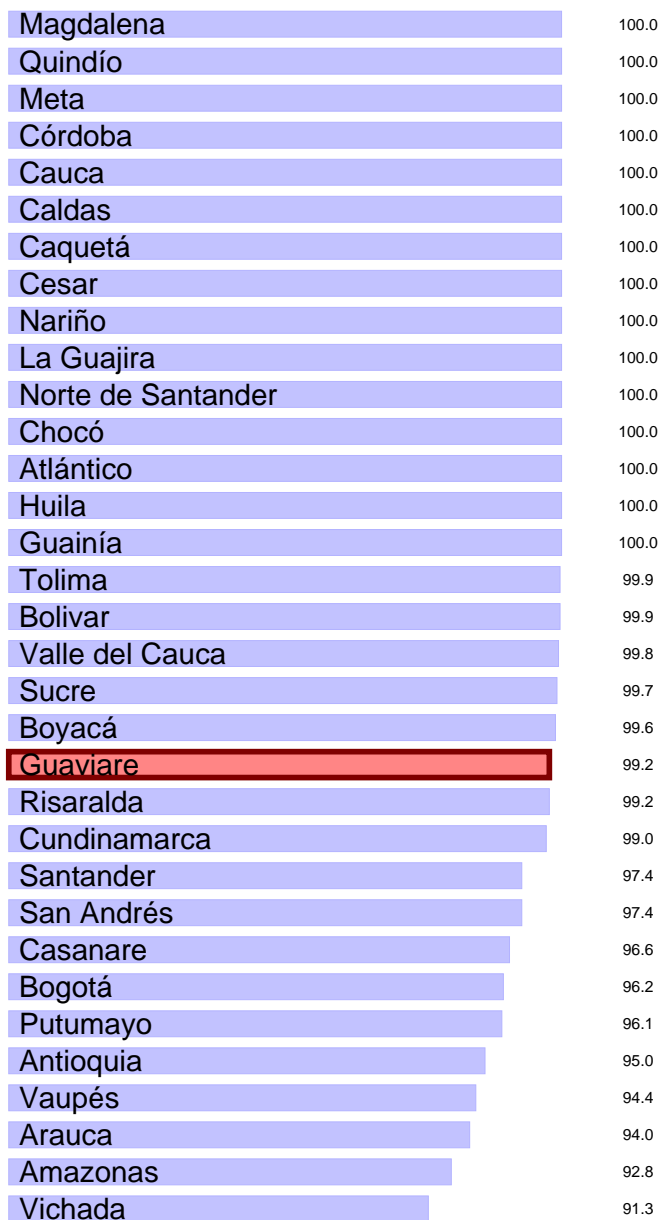 Magdalena 100.0
Quindío 100.0
Meta 100.0
Córdoba 100.0
Cauca 100.0
Caldas 100.0
Caquetá 100.0
Cesar 100.0
Nariño 100.0
La Guajira 100.0
Norte de Santander 100.0
Chocó 100.0
Atlántico 100.0
Huila 100.0
Guainía 100.0
Tolima 99.9
Bolivar 99.9
Valle del Cauca 99.8
Sucre 99.7
Boyacá 99.6
Guaviare 99.2
Risaralda 99.2
Cundinamarca 99.0
Santander 97.4
San Andrés 97.4
Casanare 96.6
Bogotá 96.2
Putumayo 96.1
Antioquia 95.0
Vaupés 94.4
Arauca 94.0
Amazonas 92.8
Vichada 91.3